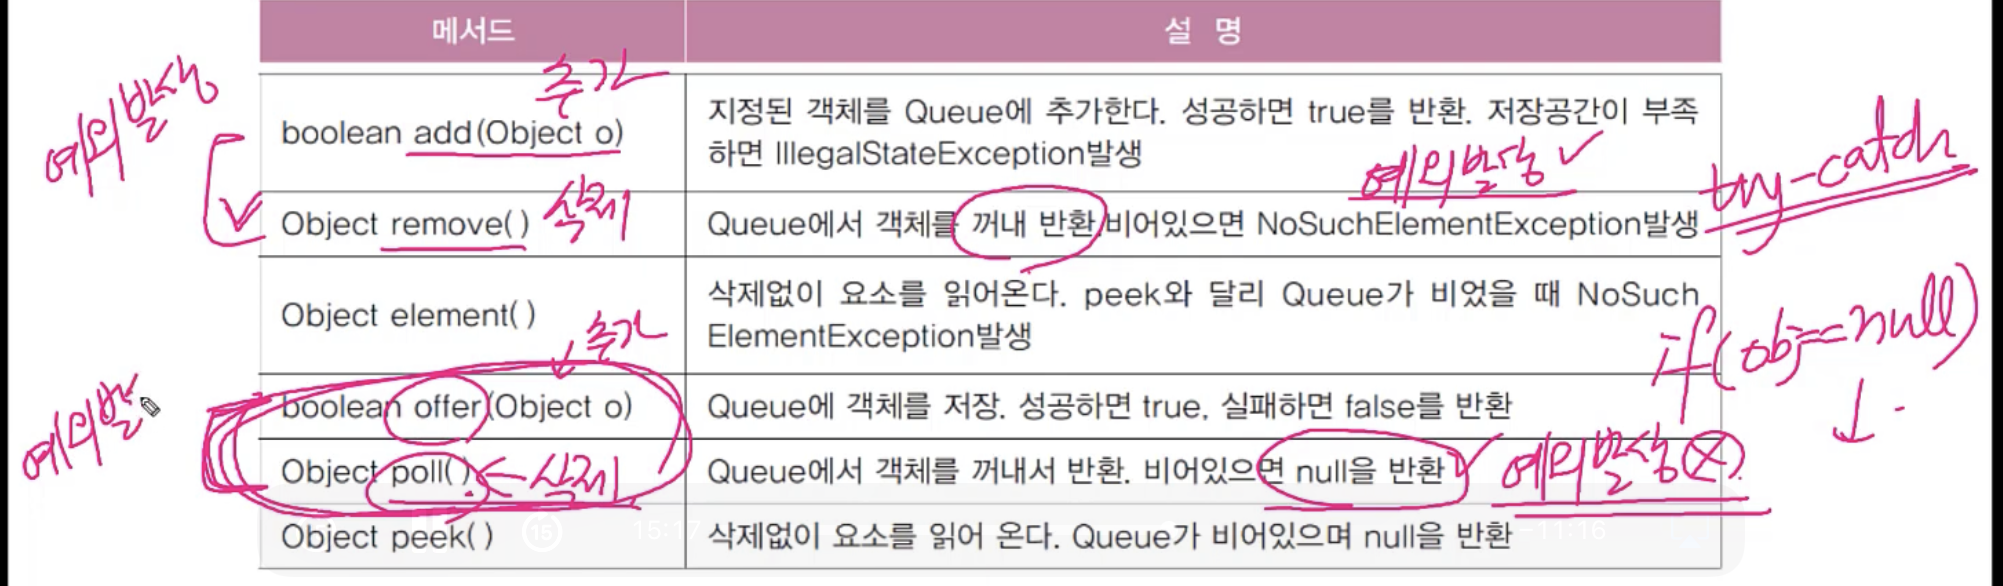 메서드 설 명
추가
예외발생
boolean add(Object o) 지정된 객체를 Queue에 추가한다. 성공하면 true를 반환. 저장공간이 부족
하면 IllegalStateException발생
예외발생 try-catch
Object remove() 삭제 Queue에서 객체를 꺼내 반환. 비어있으면 NoSuchElementException발생
Object element() 삭제없이 요소를 읽어온다. peek와 달리 Queue가 비었을 때 NoSuch
ElementException발생
추가 if(obj==null)
boolean offer(Object o) Queue에 객체를 저장. 성공하면 true, 실패하면 false를 반환
예외발
Object poll() 삭제 Queue에서 객체를 꺼내서 반환. 비어있으면 null을 반환 예외발생
Object peek() 삭제없이 요소를 읽어 온다. Queue가 비어있으며 null을 반환
15 15:17 -11:16